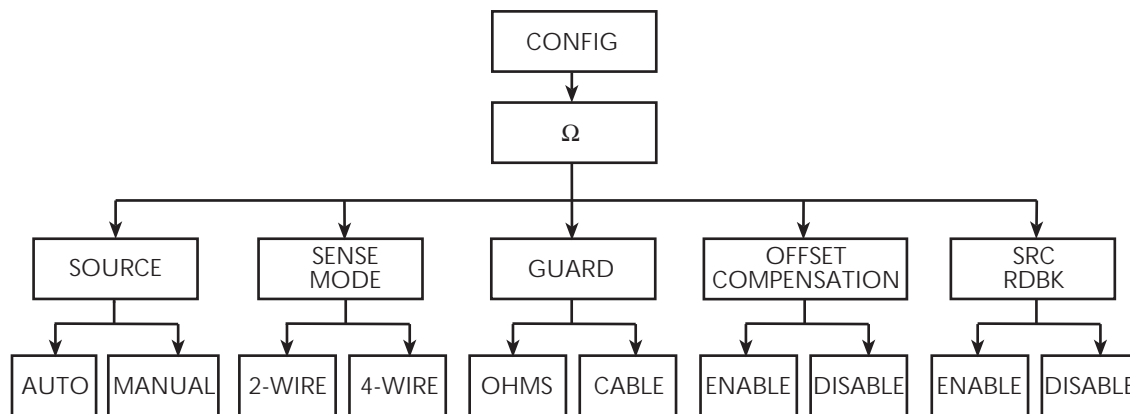 CONFIG
Ω
SOURCE
SENSE
MODE
GUARD
OFFSET
COMPENSATION
SRC
RDBK
AUTO
MANUAL
2-WIRE
4-WIRE
OHMS
CABLE
ENABLE
DISABLE
ENABLE
DISABLE